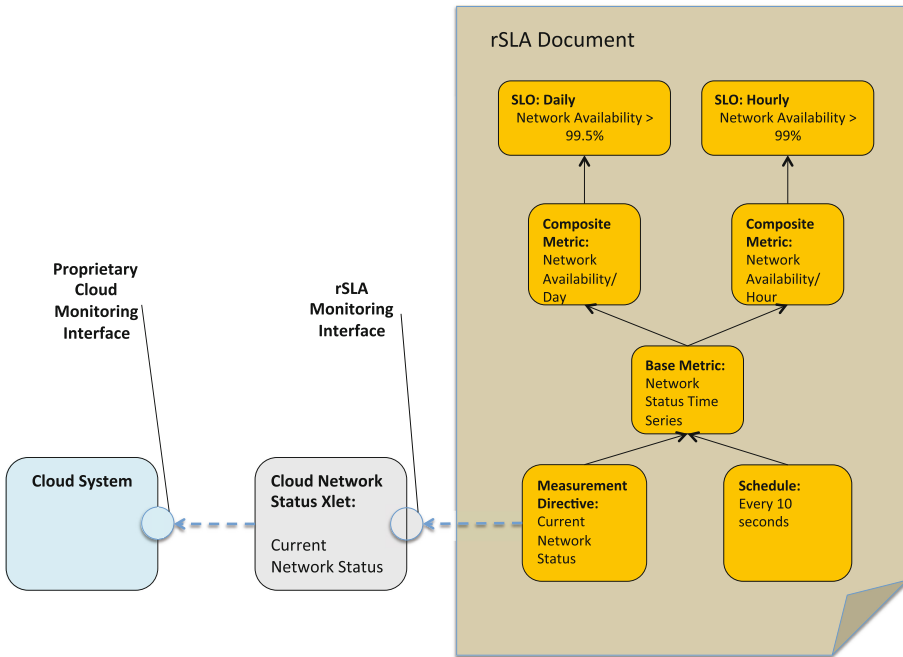 rSLA Document
SLO: Daily
Network Availability >
99.5%
SLO: Hourly
Network Availability >
99%
Composite
Metric:
Network
Availability/
Day
Composite
Metric:
Network
Availability/
Hour
Proprietary
Cloud
Monitoring
Interface
rSLA
Monitoring
Interface
Base Metric:
Network
Status Time
Series
Cloud System
Cloud Network
Status Xlet:
Current
Network Status
Measurement
Directive:
Current
Network
Status
Schedule:
Every 10
seconds